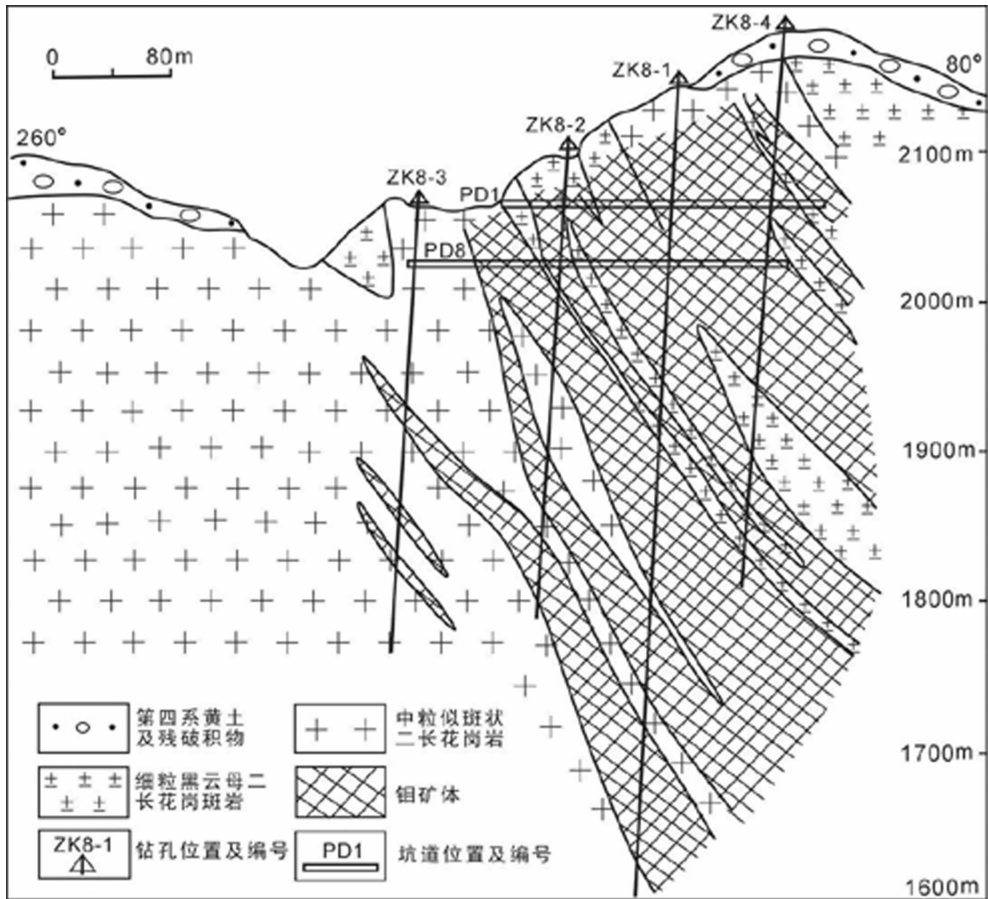 ZK8-4
0 80m
ZK8-1
80°
ZK8-2
260°
2100m
ZK8-3
PD1
PD8
2000m
1900m
1800m
1700m
1600m
第四系黄土
及残破积物
中粒似斑状
二长花岗岩
细粒黑云母二
长花岗斑岩
钼矿体
ZK8-1
钻孔位置及编号
PD1
坑道位置及编号